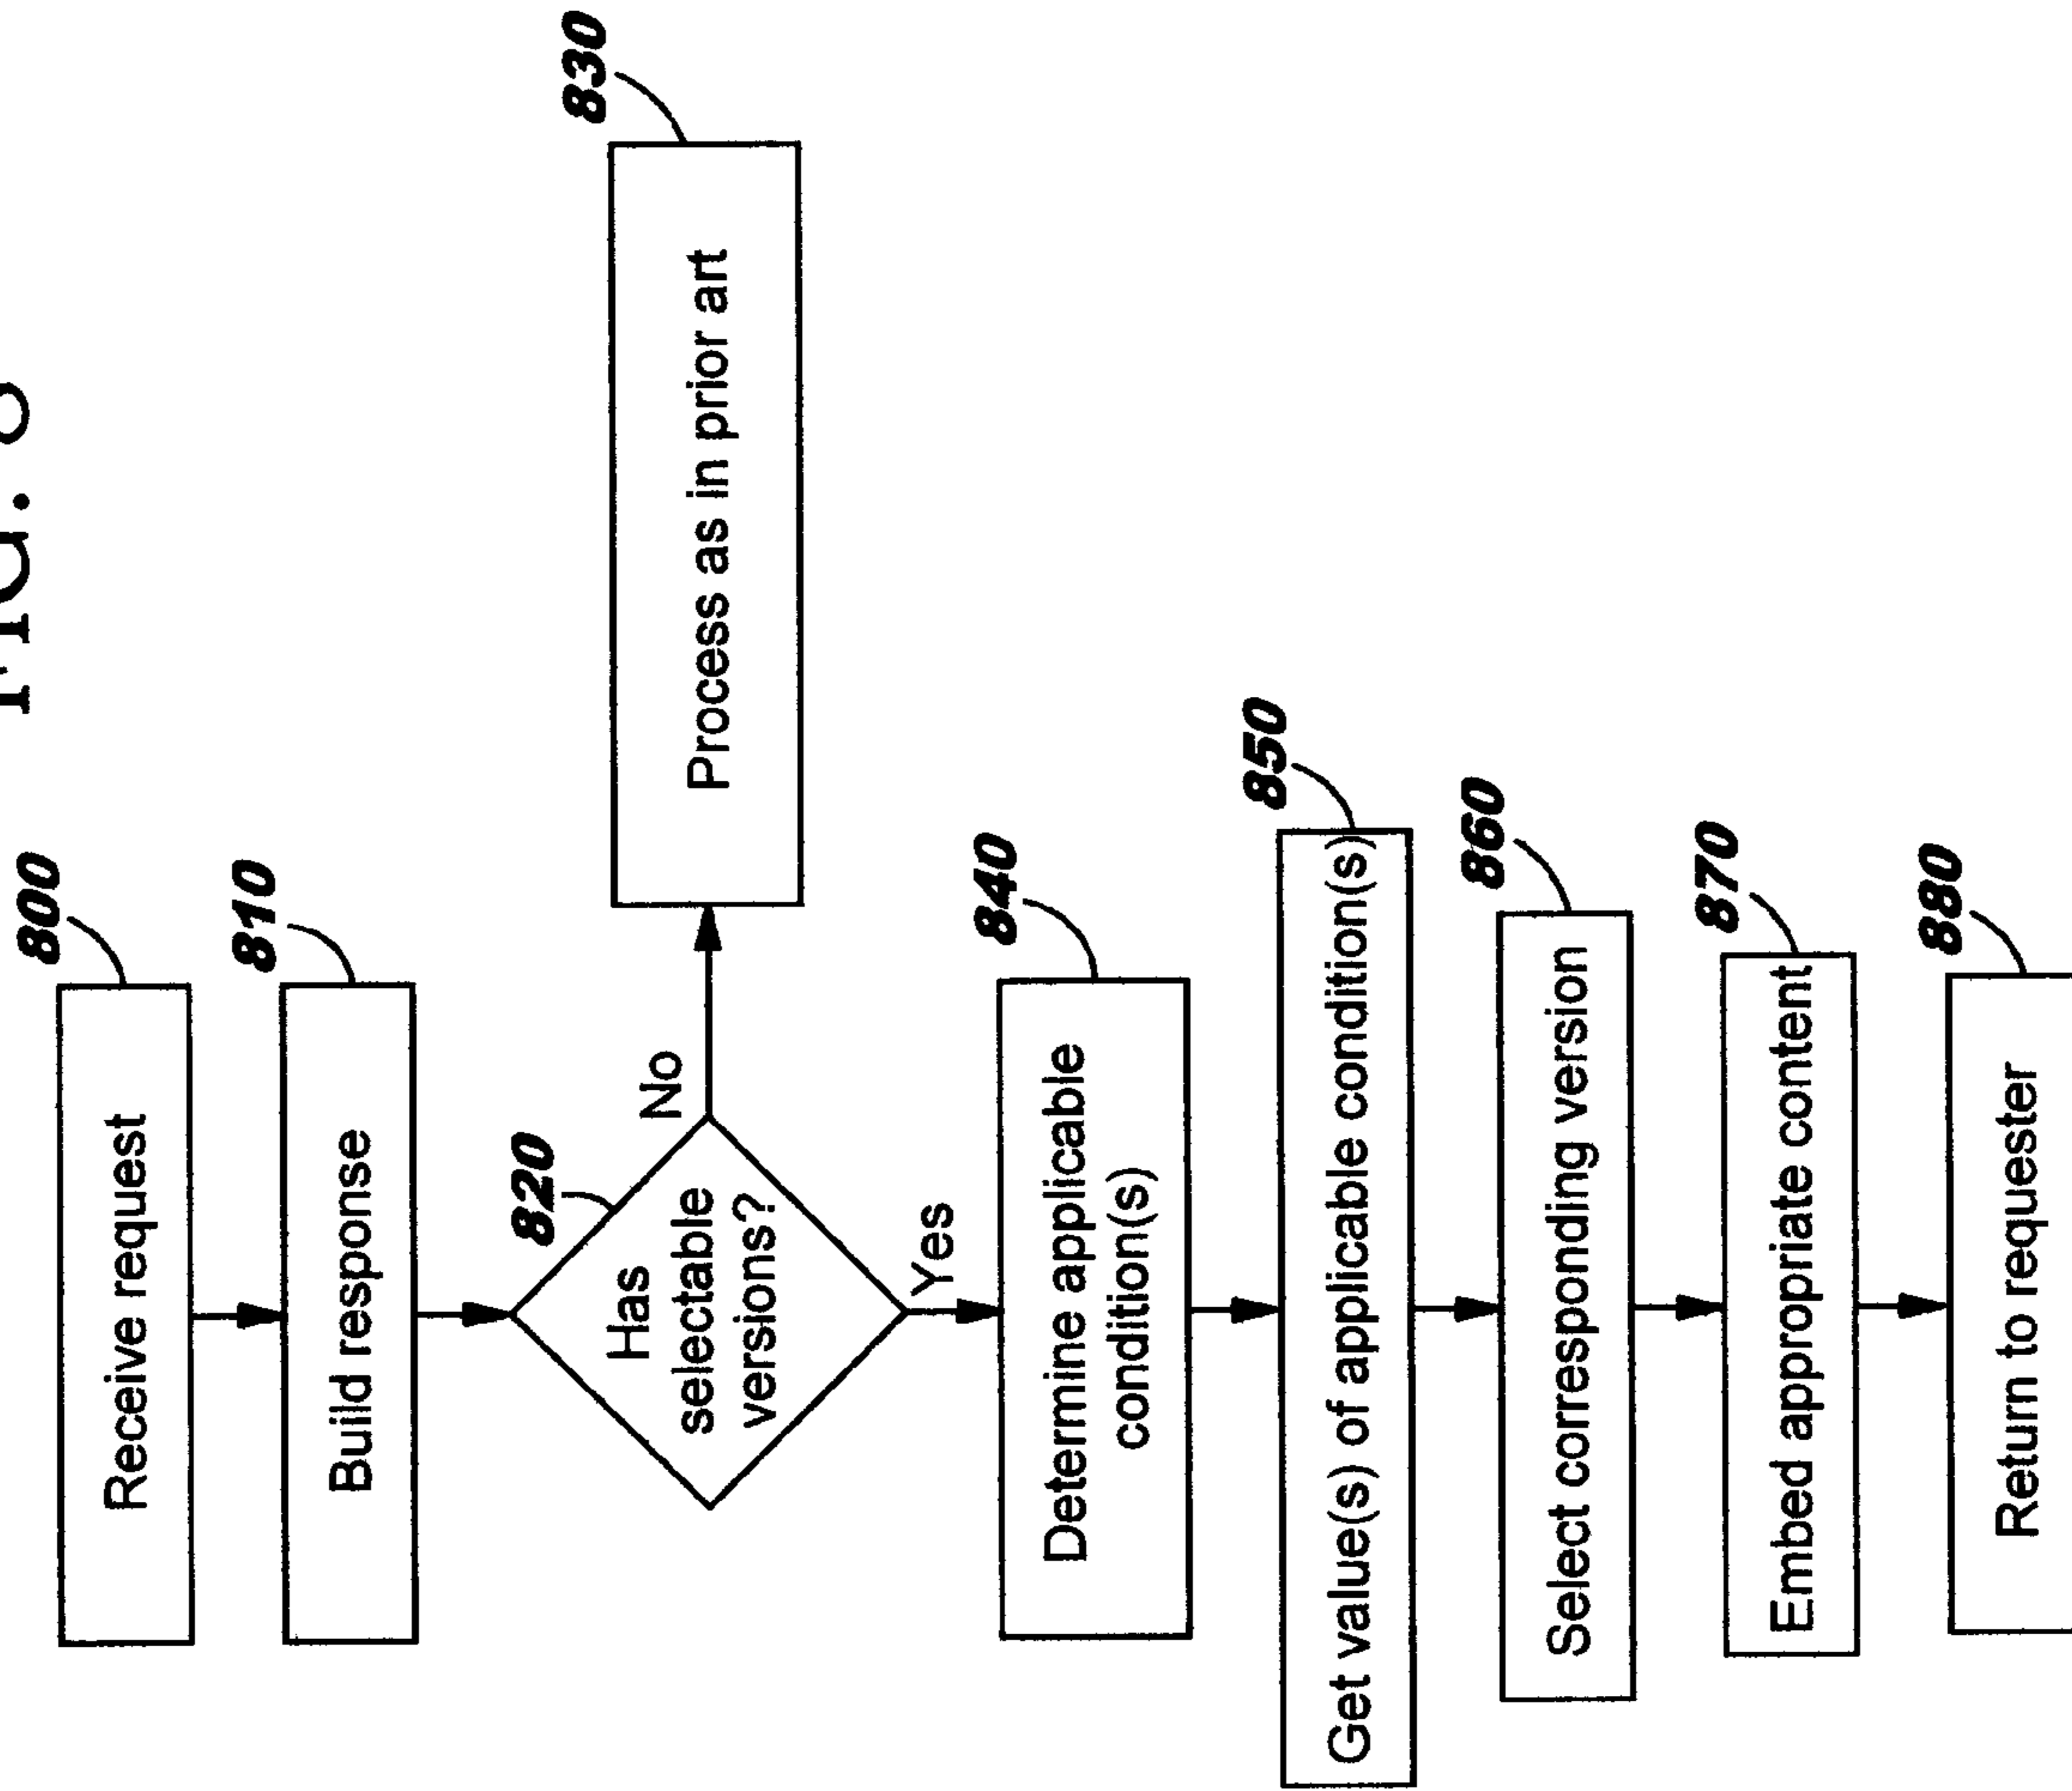 FIG. 8
800
Receive request
810
Build response
820
Has
selectable
versions?
No
830
Process as in prior art
Yes
840
Determine applicable
condition(s)
850
Get value(s) of applicable condition(s)
860
Select corresponding version
870
Embed appropriate content
880
Return to requester